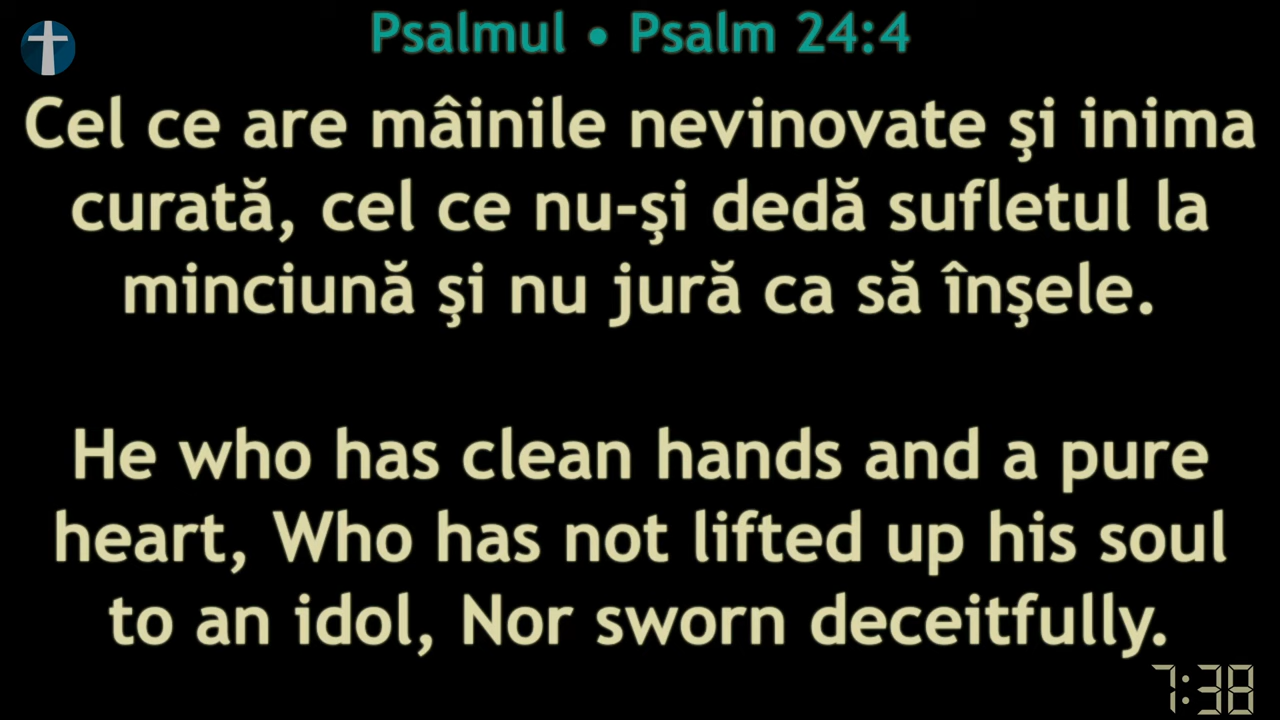 Psalmul • Psalm 24:4
Cel ce are mâinile nevinovate şi inima
curată, cel ce nu-şi dedă sufletul la
minciună şi nu jură ca să înşele.
He who has clean hands and a pure
heart, Who has not lifted up his soul
to an idol, Nor sworn deceitfully.
7:38